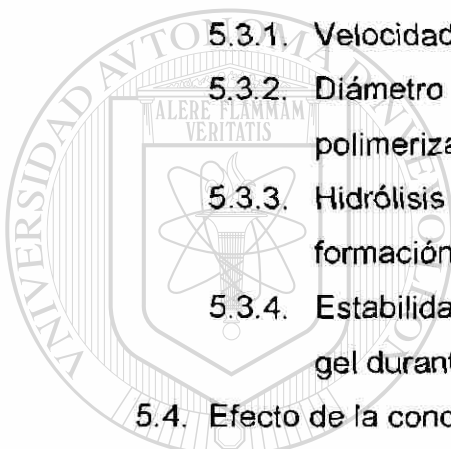 5.3.1. Velocidad
5.3.2. Diámetro
polimeriza
5.3.3. Hidrólisis
formación
5.3.4. Estabilida
gel durant
5.4. Efecto de la conc
ALERE FLAMMAM
VERITATIS